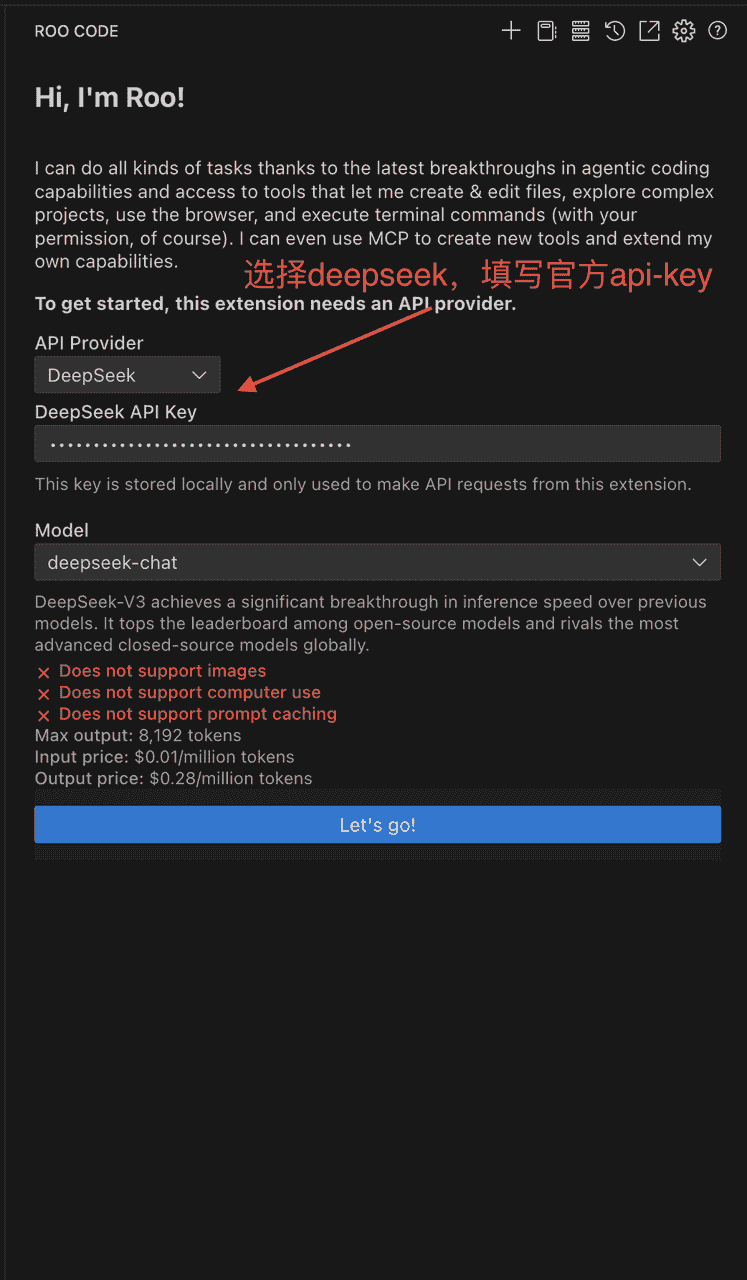 ROO CODE
Hi, I'm Roo!
I can do all kinds of tasks thanks to the latest breakthroughs in agentic coding
capabilities and access to tools that let me create & edit files, explore complex
projects, use the browser, and execute terminal commands (with your
permission, of course). I can even use MCP to create new tools and extend my
own capabilities.
选择deepseek，填写官方api-key
To get started, this extension needs an API provider.
API Provider
DeepSeek
DeepSeek API Key
••••••••••••••••••••••••••••••••••‌•
This key is stored locally and only used to make API requests from this extension.
Model
deepseek-chat
DeepSeek-V3 achieves a significant breakthrough in inference speed over previous
models. It tops the leaderboard among open-source models and rivals the most
advanced closed-source models globally.
Does not support images
Does not support computer use
Does not support prompt caching
Max output: 8,192 tokens
Input price: $0.01/million tokens
Output price: $0.28/million tokens
Let's go!